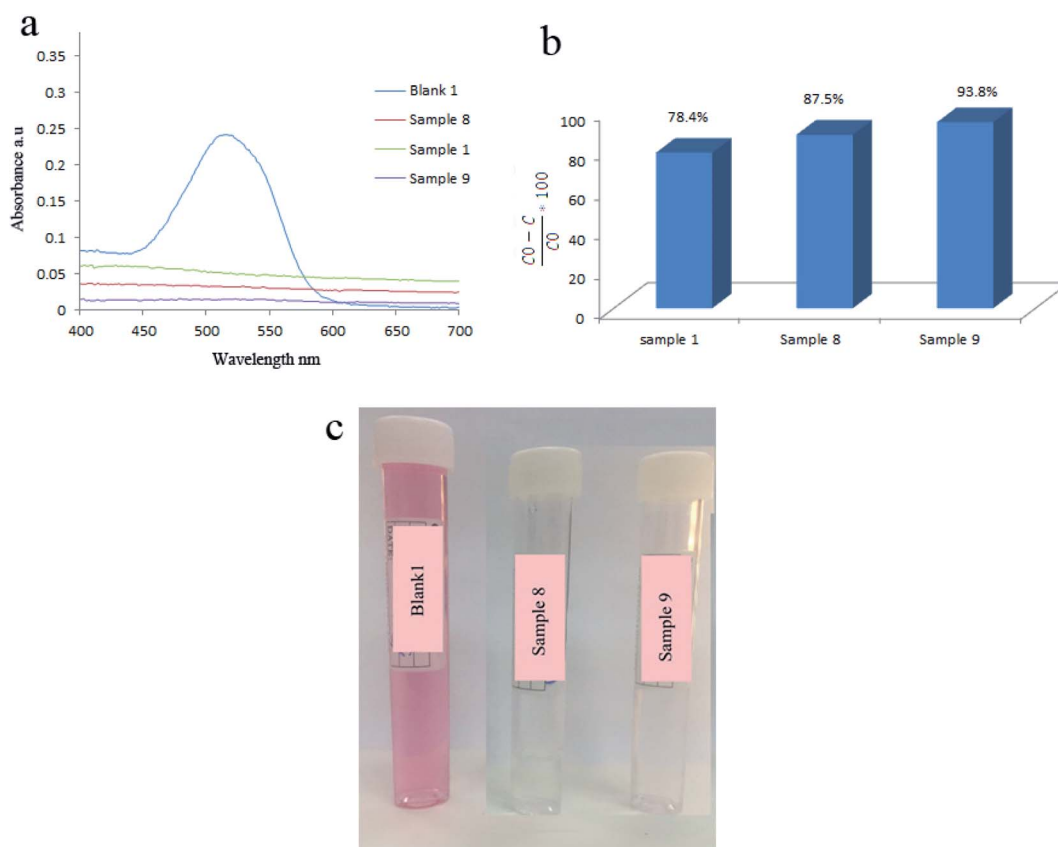 a
Absorbance a.u
0.35
0.3
0.25
0.2
0.15
0.1
0.05
0
400 450 500 550 600 650 700
Wavelength nm
Blank 1
Sample 8
Sample 1
Sample 9
b
78.4%
87.5%
93.8%
(C0 − C)/C0 * 100
100
80
60
40
20
0
sample 1 Sample 8 Sample 9
c
Blank1
Sample 8
Sample 9